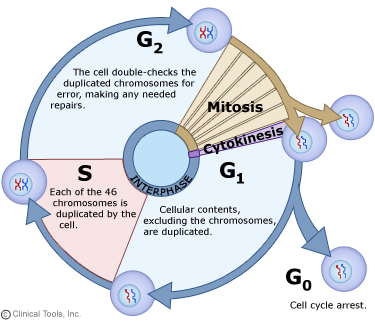 G2
The cell double-checks the
duplicated chromosomes for
error, making any needed
repairs.
Mitosis
Cytokinesis
S
Each of the 46
chromosomes is
duplicated by the
cell.
INTERPHASE
G1
Cellular contents,
excluding the chromosomes,
are duplicated.
G0
Cell cycle arrest.
© Clinical Tools, Inc.